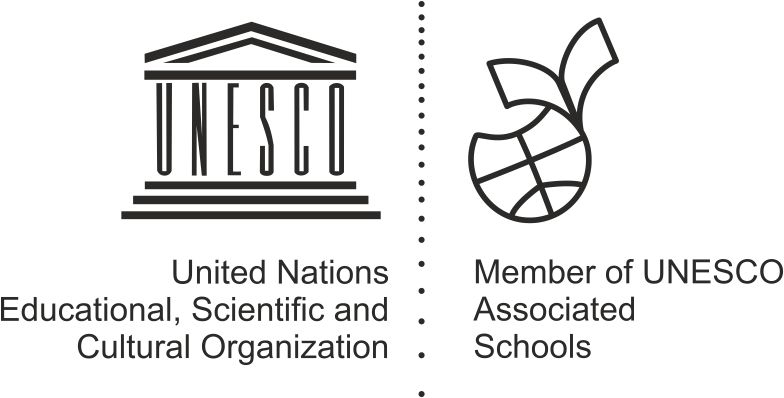 UNESCO
United Nations
Educational, Scientific and
Cultural Organization
Member of UNESCO
Associated
Schools